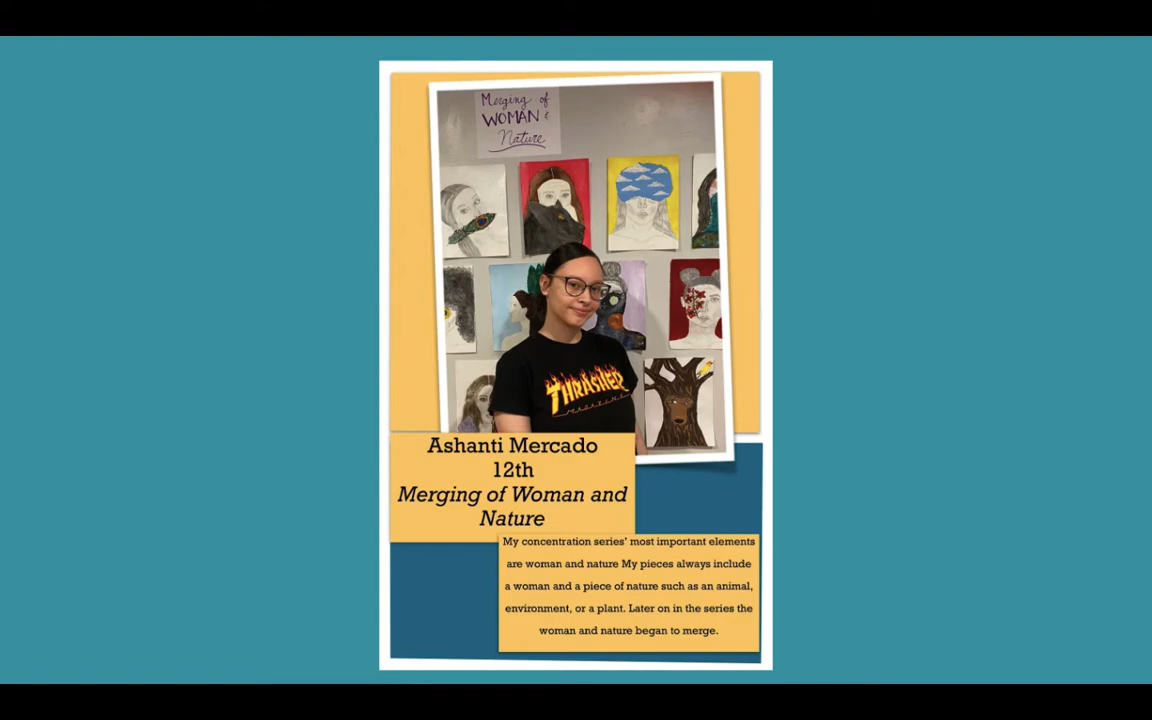 Merging of
WOMAN &
Nature
THRASHER
MAGAZINE
Ashanti Mercado
12th
Merging of Woman and
Nature
My concentration series' most important elements
are woman and nature My pieces always include
a woman and a piece of nature such as an animal,
environment, or a plant. Later on in the series the
woman and nature began to merge.